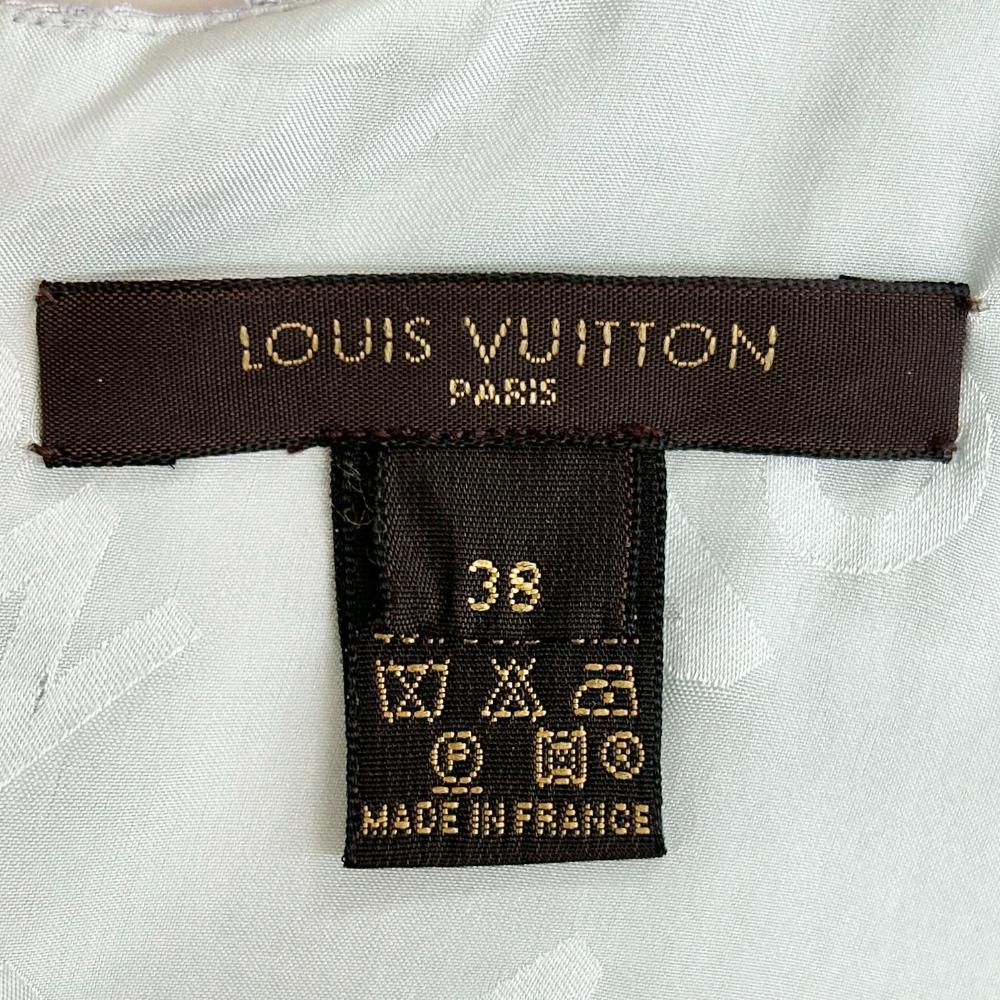 LOUIS VUITTON
PARIS
38
P
R
MADE IN FRANCE